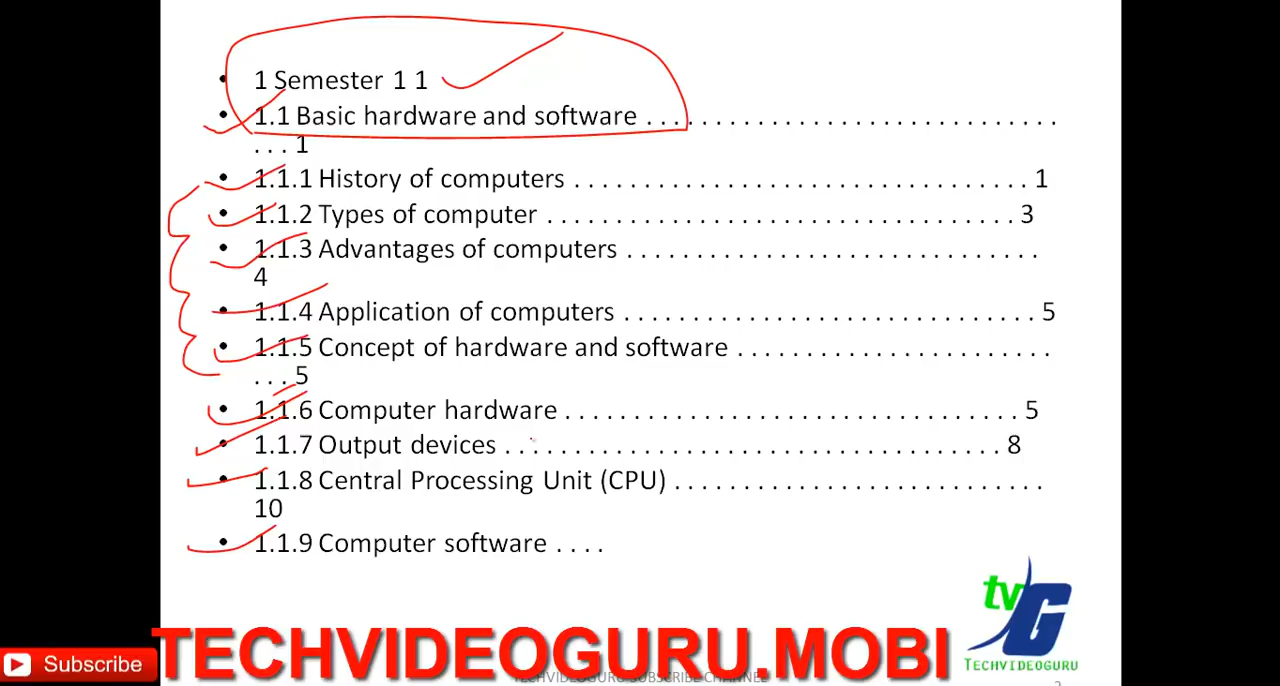 • 1 Semester 1 1
• 1.1 Basic hardware and software . . . . . . . . . . . . . . . . . . . . . . . . . . . . . .
. . . 1
• 1.1.1 History of computers . . . . . . . . . . . . . . . . . . . . . . . . . . . . . . . . . 1
• 1.1.2 Types of computer . . . . . . . . . . . . . . . . . . . . . . . . . . . . . . . . . . 3
• 1.1.3 Advantages of computers . . . . . . . . . . . . . . . . . . . . . . . . . . . . . .
4
• 1.1.4 Application of computers . . . . . . . . . . . . . . . . . . . . . . . . . . . . . . 5
• 1.1.5 Concept of hardware and software . . . . . . . . . . . . . . . . . . . . . . .
. . . 5
• 1.1.6 Computer hardware . . . . . . . . . . . . . . . . . . . . . . . . . . . . . . . . . 5
• 1.1.7 Output devices . . . . . . . . . . . . . . . . . . . . . . . . . . . . . . . . . . . . 8
• 1.1.8 Central Processing Unit (CPU) . . . . . . . . . . . . . . . . . . . . . . . . . . .
10
• 1.1.9 Computer software . . . .
tvG
TECHVIDEOGURU
Subscribe
TECHVIDEOGURU.MOBI
TECHVIDEOGURU SUBSCRIBE CHANNEL